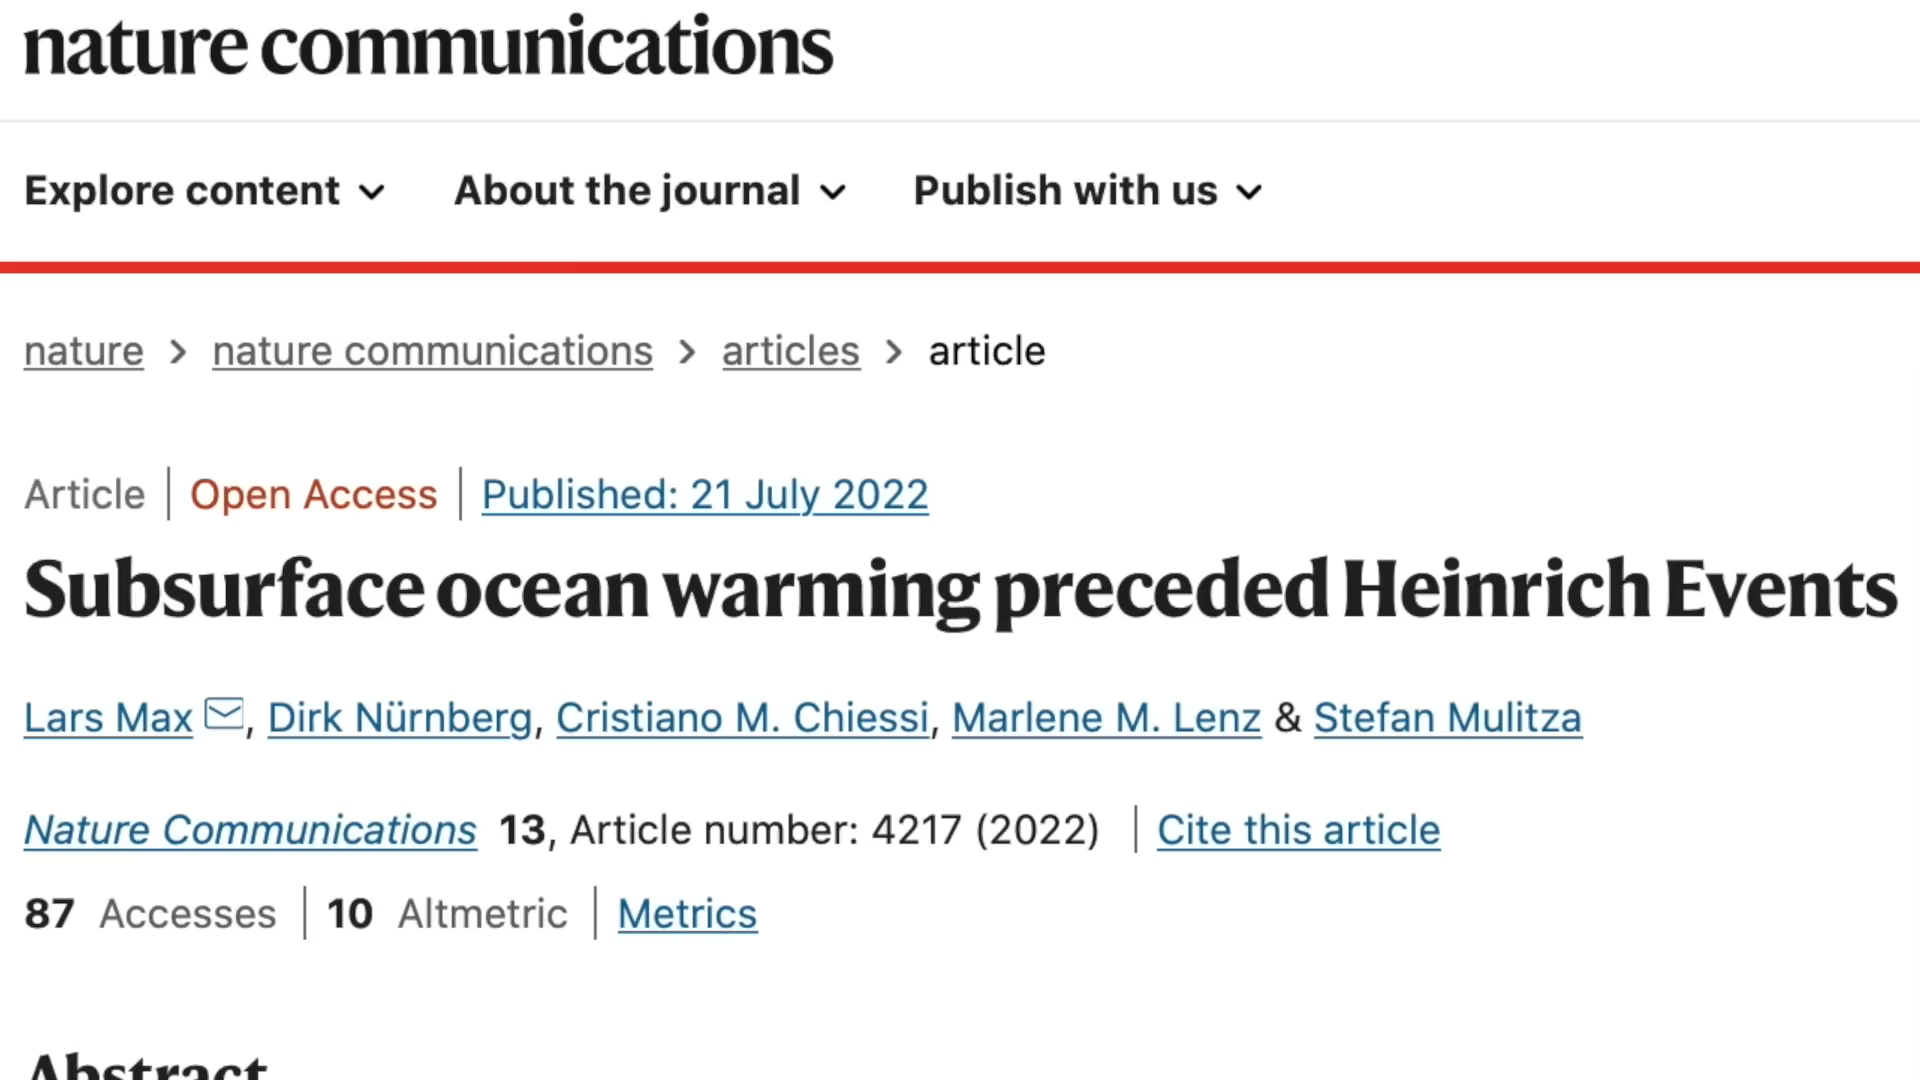 nature communications
Explore content About the journal Publish with us
nature > nature communications > articles > article
Article | Open Access | Published: 21 July 2022
Subsurface ocean warming preceded Heinrich Events
Lars Max, Dirk Nürnberg, Cristiano M. Chiessi, Marlene M. Lenz & Stefan Mulitza
Nature Communications 13, Article number: 4217 (2022) | Cite this article
87 Accesses | 10 Altmetric | Metrics
Abstract